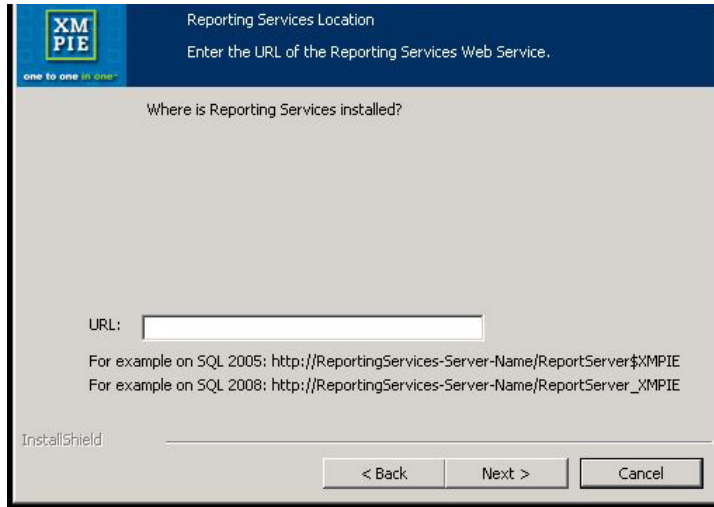 XM
PIE
one to one in one
Reporting Services Location
Enter the URL of the Reporting Services Web Service.
Where is Reporting Services installed?
URL:
For example on SQL 2005: http://ReportingServices-Server-Name/ReportServer$XMPIE
For example on SQL 2008: http://ReportingServices-Server-Name/ReportServer_XMPIE
InstallShield
< Back
Next >
Cancel